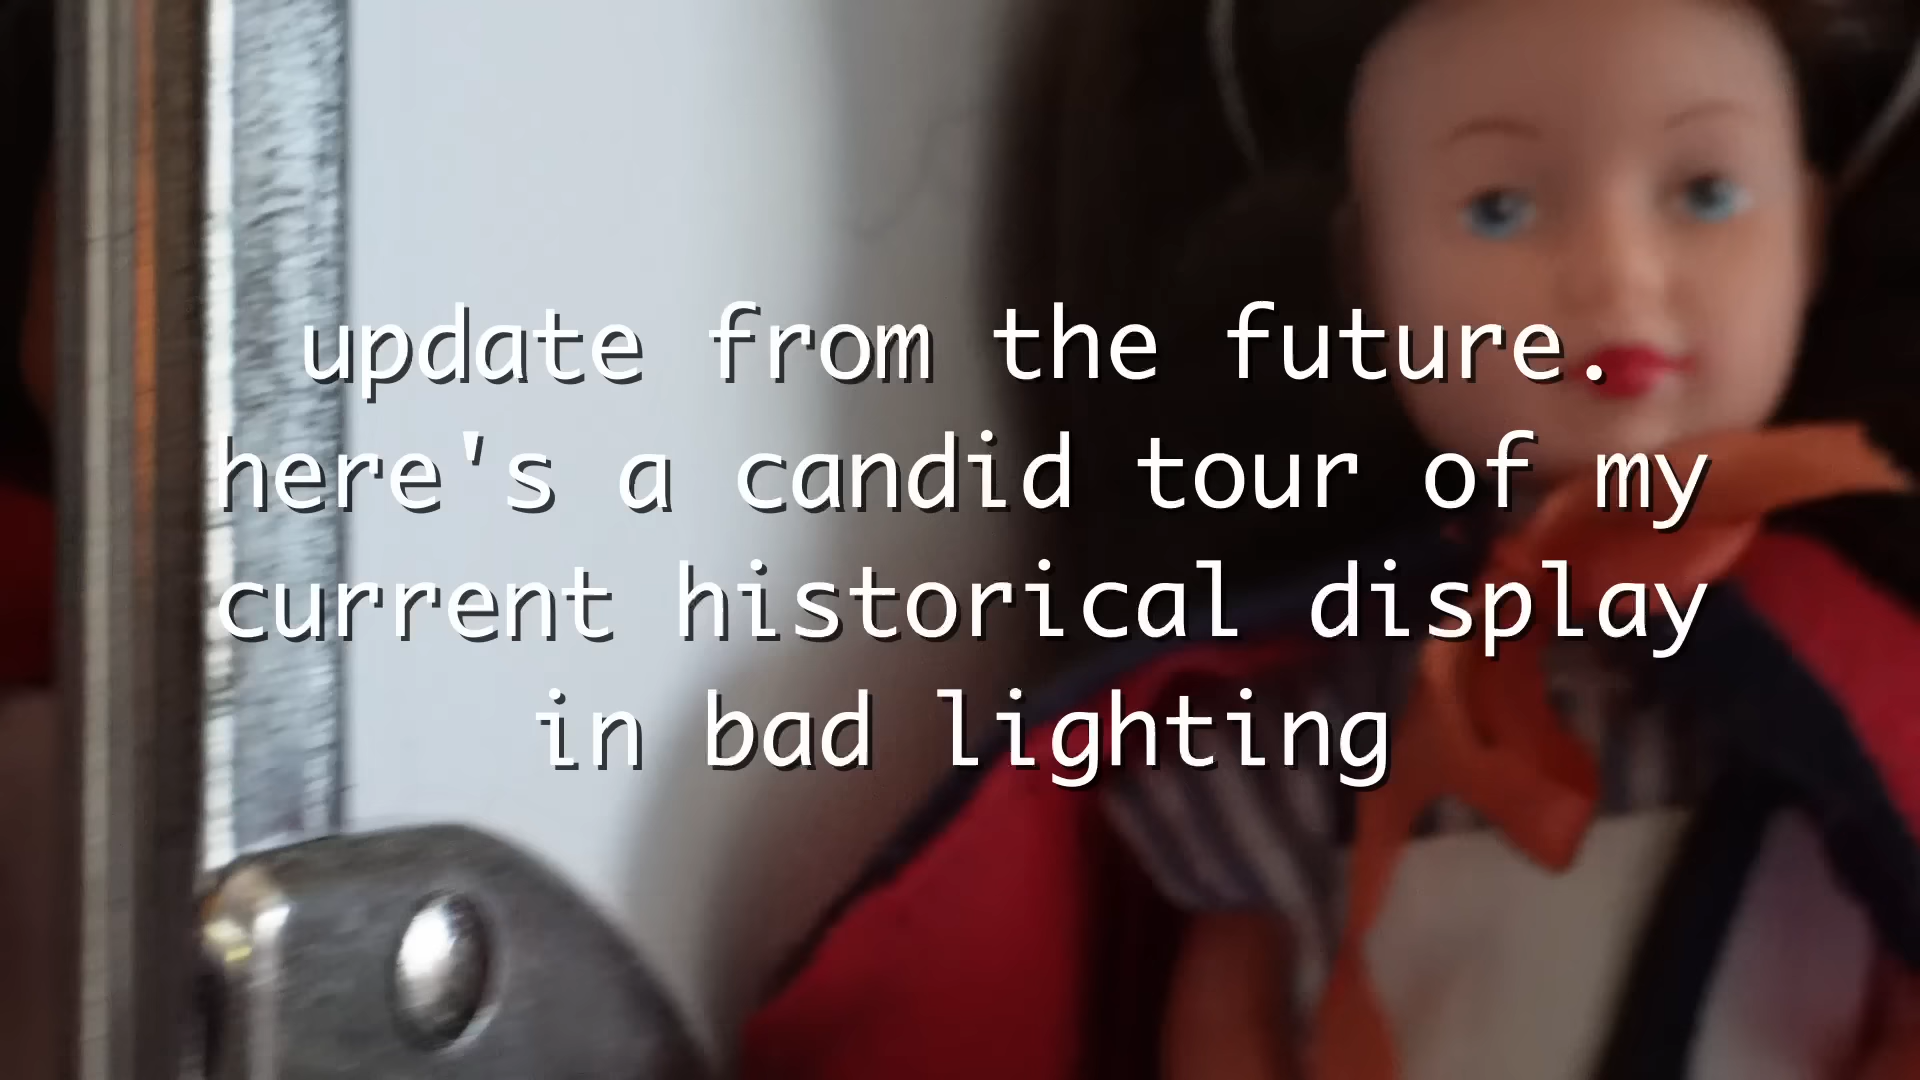 update from the future.
here's a candid tour of my
current historical display
in bad lighting